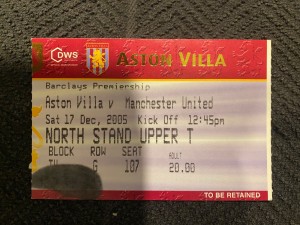 DWS
ASTON VILLA
Barclays Premiership
Aston Villa v Manchester United
Sat 17 Dec, 2005 Kick Off 12:45pm
NORTH STAND UPPER T
BLOCK ROW SEAT ADULT
G 107 20.00
TO BE RETAINED